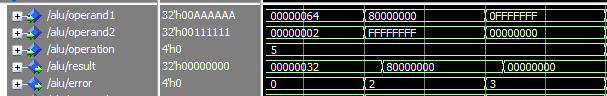 /alu/operand1 32'h00AAAAAA 00000064 80000000 0FFFFFFF
/alu/operand2 32'h00111111 00000002 FFFFFFFF 00000000
/alu/operation 4'h0 5
/alu/result 32'h00000000 00000032 80000000 00000000
/alu/error 4'h0 0 2 3